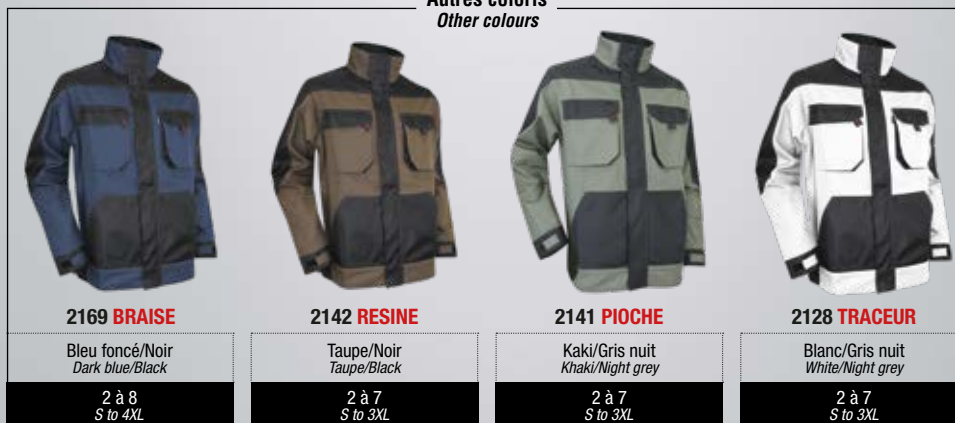 Autres coloris
Other colours
2169 BRAISE
Bleu foncé/Noir
Dark blue/Black
2 à 8
S to 4XL
2142 RESINE
Taupe/Noir
Taupe/Black
2 à 7
S to 3XL
2141 PIOCHE
Kaki/Gris nuit
Khaki/Night grey
2 à 7
S to 3XL
2128 TRACEUR
Blanc/Gris nuit
White/Night grey
2 à 7
S to 3XL